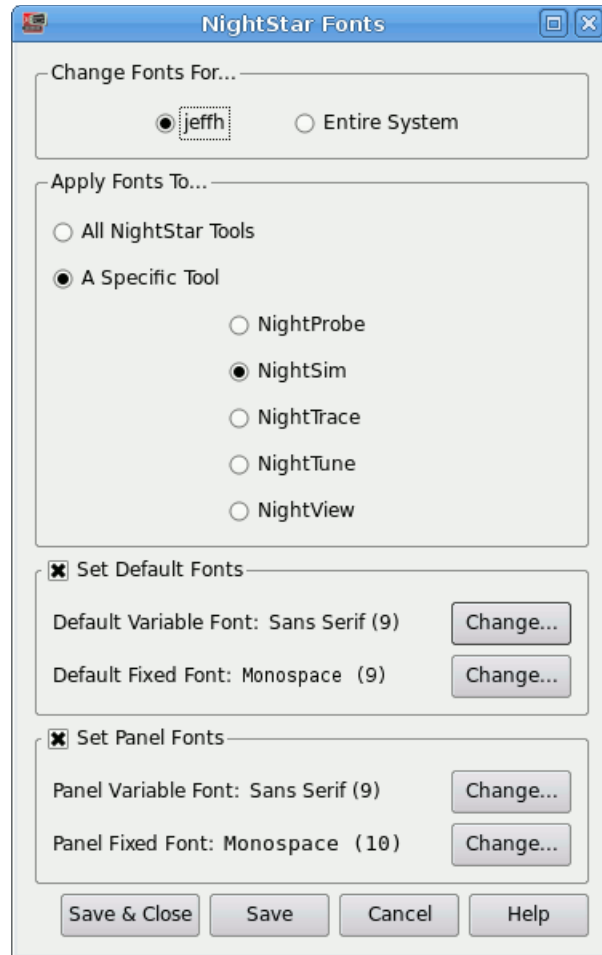 NightStar Fonts
Change Fonts For...
jeffh Entire System
Apply Fonts To...
All NightStar Tools
A Specific Tool
NightProbe
NightSim
NightTrace
NightTune
NightView
Set Default Fonts
Default Variable Font: Sans Serif (9) Change...
Default Fixed Font: Monospace (9) Change...
Set Panel Fonts
Panel Variable Font: Sans Serif (9) Change...
Panel Fixed Font: Monospace (10) Change...
Save & Close Save Cancel Help